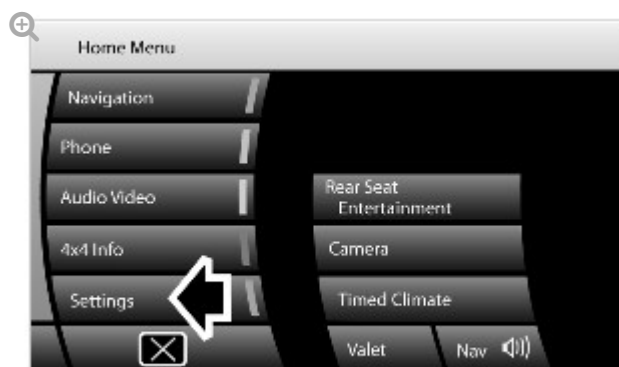 Home Menu
Navigation
Phone
Audio Video
4x4 Info
Settings
Rear Seat
Entertainment
Camera
Timed Climate
Valet
Nav